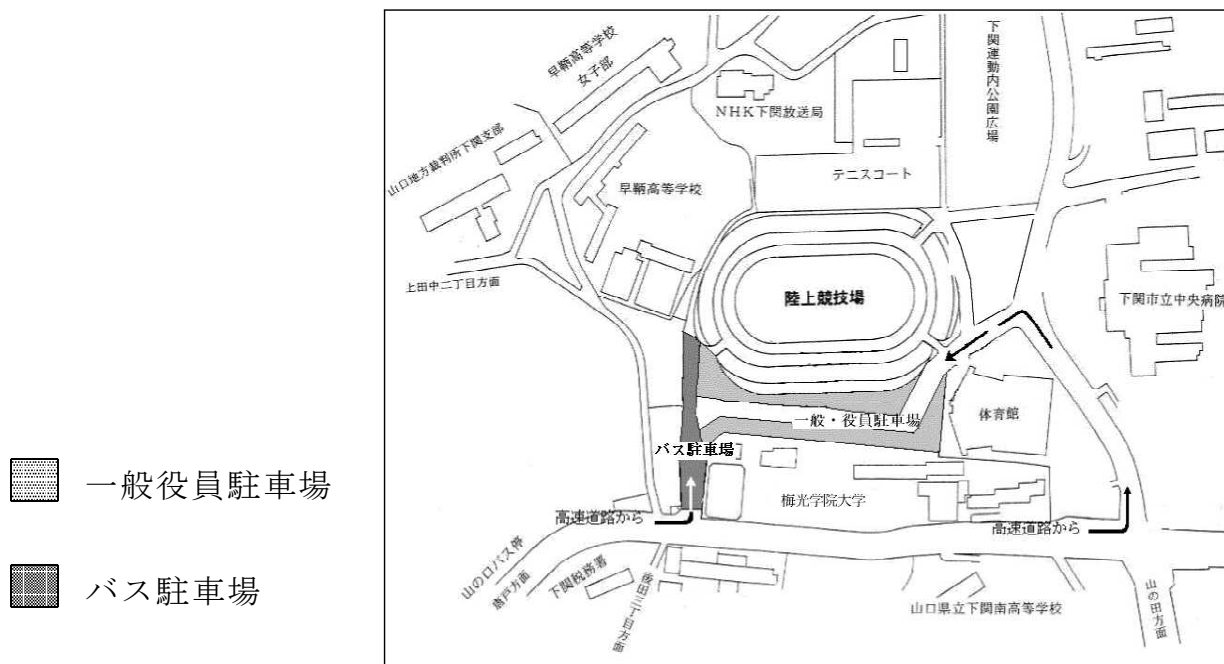 早鞆高等学校
女子部
下関運動内公園広場
NHK下関放送局
山口地方裁判所下関支部
テニスコート
早鞆高等学校
上田中二丁目方面
陸上競技場
下関市立中央病院
体育館
一般・役員駐車場
バス駐車場
一般役員駐車場
梅光学院大学
高速道路から
高速道路から
山の口バス停
唐戸方面
下関税務署
後田三丁目方面
バス駐車場
山口県立下関南高等学校
山の田方面